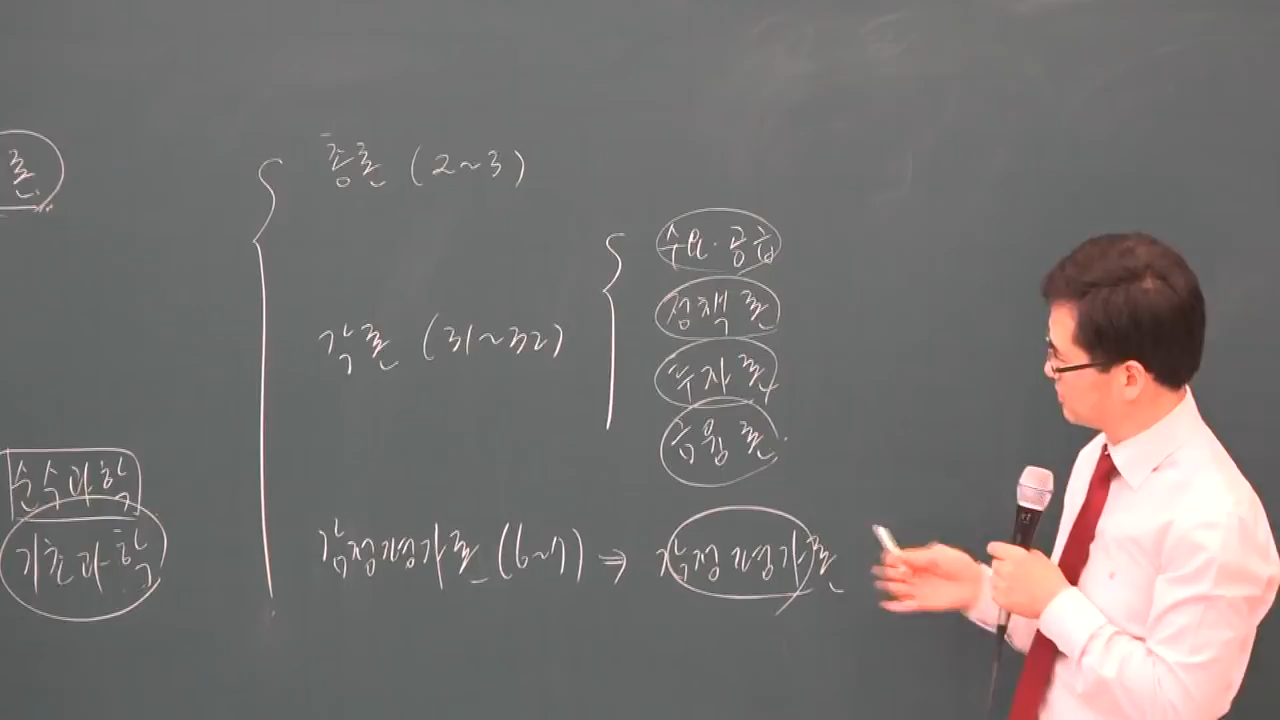 론
총론 (2~3)
수요·공급
정책론
각론 (31~32)
투자론
금융론
순수과학
기초과학
감정평가론 (6~7) ⇒ 감정평가론